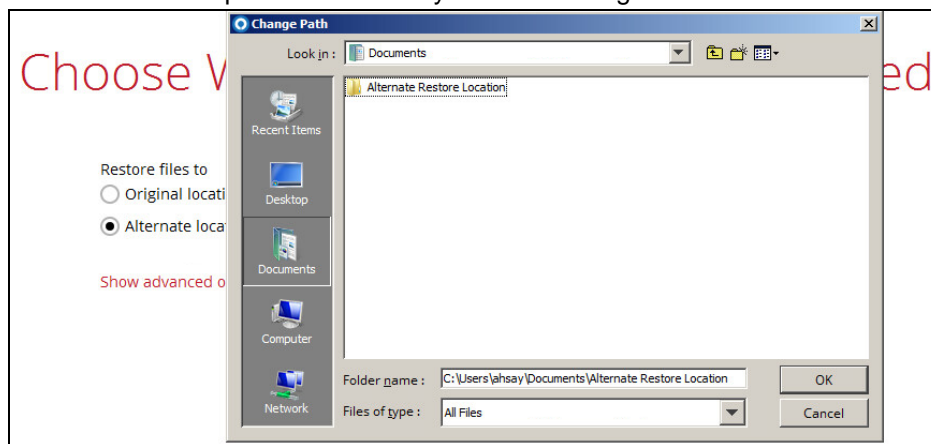 Change Path
Choose W
ed
Look in :
Documents
Alternate Restore Location
Recent Items
Desktop
Documents
Computer
Network
Restore files to
Original locati
Alternate loca
Show advanced o
Folder name :
C:\Users\ahsay\Documents\Alternate Restore Location
OK
Files of type :
All Files
Cancel